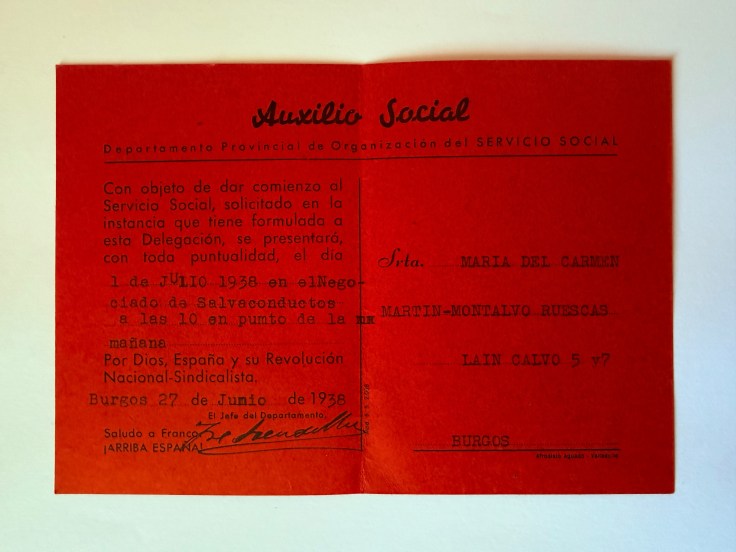 Auxilio Social
Departamento Provincial de Organización del SERVICIO SOCIAL
Con objeto de dar comienzo al
Servicio Social, solicitado en la
instancia que tiene formulada a
esta Delegación, se presentará,
con toda puntualidad, el día
1 de JULIO 1938 en elNego-
ciado de Salvaconductos
a las 10 en pumto de la
mañana
Por Dios, España y su Revolución
Nacional-Sindicalista.
Burgos 27 de Junio de 1938
El Jefe del Departamento,
Saludo a Franco
¡ARRIBA ESPAÑA!
Srta. MARIA DEL CARMEN
MARTIN-MONTALVO RUESCAS
LAIN CALVO 5 v7
BURGOS